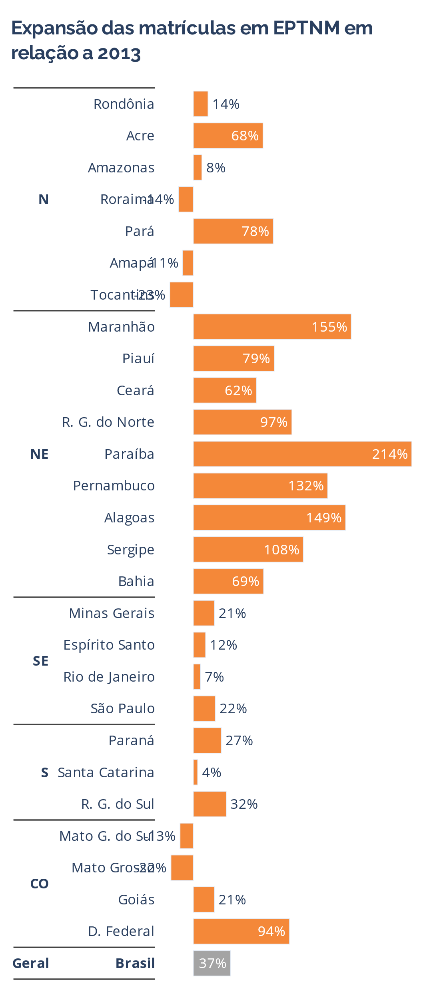 Expansão das matrículas em EPTNM em
relação a 2013
Rondônia 14%
Acre 68%
Amazonas 8%
N Roraima -14%
Pará 78%
Amapá -11%
Tocantins -23%
Maranhão 155%
Piauí 79%
Ceará 62%
R. G. do Norte 97%
NE Paraíba 214%
Pernambuco 132%
Alagoas 149%
Sergipe 108%
Bahia 69%
Minas Gerais 21%
Espírito Santo 12%
SE
Rio de Janeiro 7%
São Paulo 22%
Paraná 27%
S Santa Catarina 4%
R. G. do Sul 32%
Mato G. do Sul -13%
Mato Grosso -22%
CO
Goiás 21%
D. Federal 94%
Geral Brasil 37%